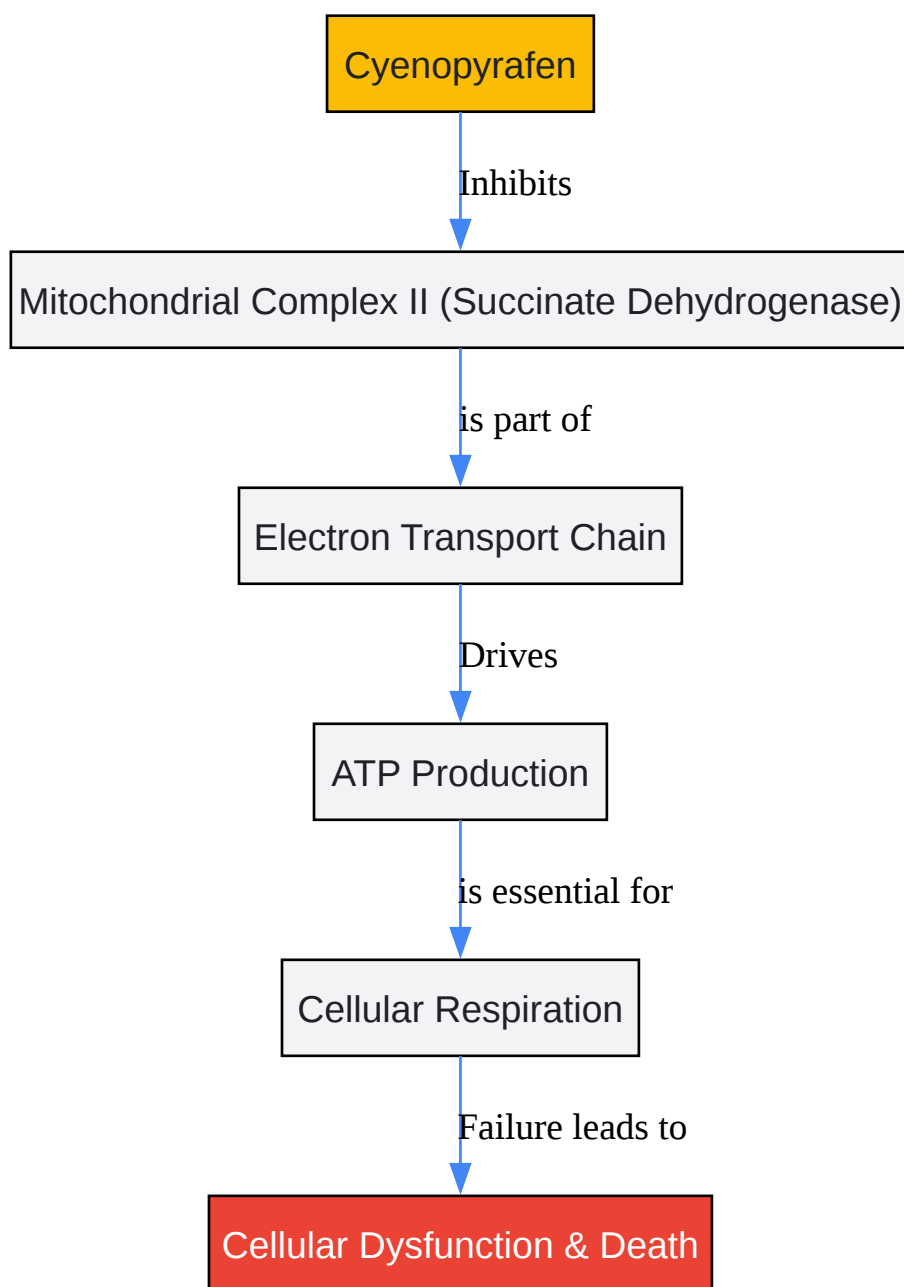 Cyenopyrafen
Inhibits
Mitochondrial Complex II (Succinate Dehydrogenase)
is part of
Electron Transport Chain
Drives
ATP Production
is essential for
Cellular Respiration
Failure leads to
Cellular Dysfunction & Death